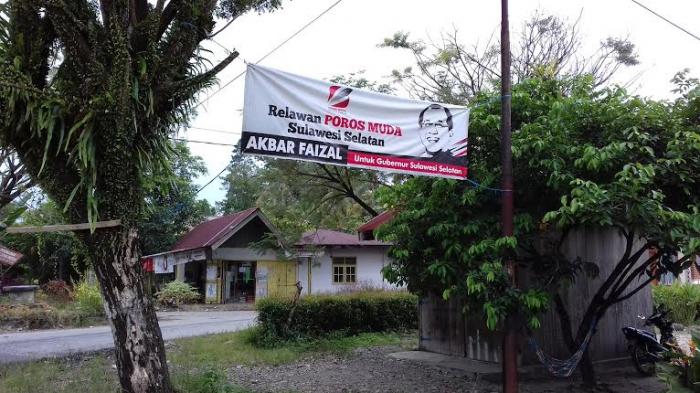 Relawan POROS MUDA
Sulawesi Selatan
AKBAR FAIZAL
Untuk Gubernur Sulawesi Selatan